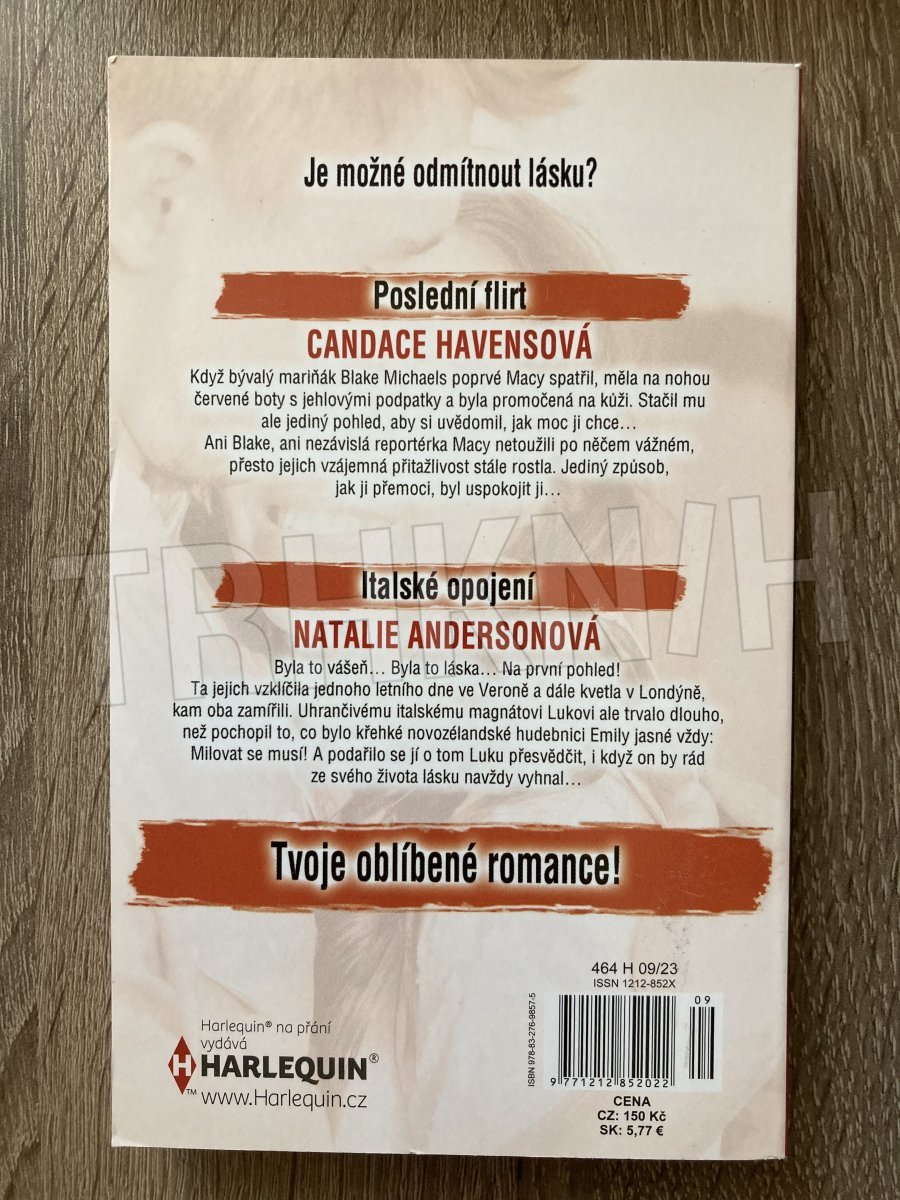 Je možné odmítnout lásku?
Poslední flirt
CANDACE HAVENSOVÁ
Když bývalý mariňák Blake Michaels poprvé Macy spatřil, měla na nohou
červené boty s jehlovými podpatky a byla promočená na kůži. Stačil mu
ale jediný pohled, aby si uvědomil, jak moc ji chce…
Ani Blake, ani nezávislá reportérka Macy netoužili po něčem vážném,
přesto jejich vzájemná přitažlivost stále rostla. Jediný způsob,
jak ji přemoci, byl uspokojit ji…
TRHKNIH
Italské opojení
NATALIE ANDERSONOVÁ
Byla to vášeň… Byla to láska… Na první pohled!
Ta jejich vzklíčila jednoho letního dne ve Veroně a dále kvetla v Londýně,
kam oba zamířili. Uhrančivému italskému magnátovi Lukovi ale trvalo dlouho,
než pochopil to, co bylo křehké novozélandské hudebnici Emily jasné vždy:
Milovat se musí! A podařilo se jí o tom Luku přesvědčit, i když on by rád
ze svého života lásku navždy vyhnal…
Tvoje oblíbené romance!
464 H 09/23
ISSN 1212-852X
09
ISBN 978-83-276-9857-5
9 771212 852022
CENA
CZ: 150 Kč
SK: 5,77 €
Harlequin® na přání
vydává
H HARLEQUIN®
™ www.Harlequin.cz